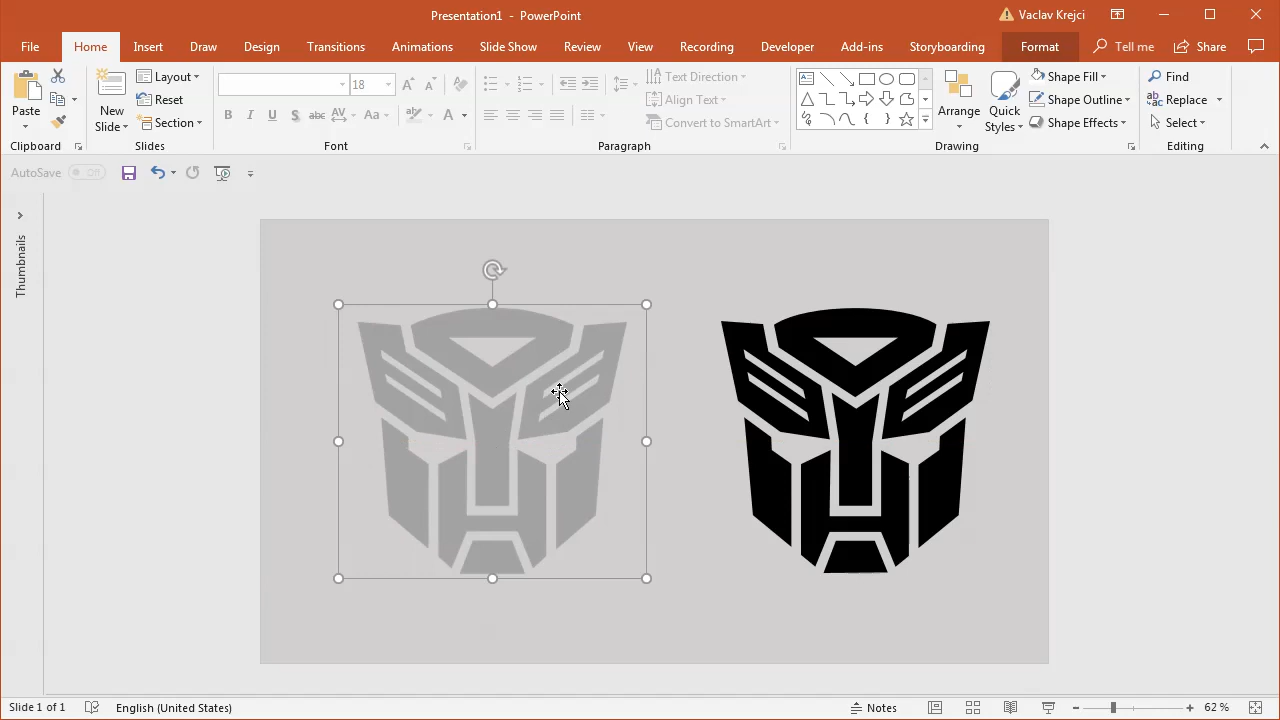 Presentation1 - PowerPoint
Vaclav Krejci
File Home Insert Draw Design Transitions Animations Slide Show Review View Recording Developer Add-ins Storyboarding Format Tell me Share
Paste
Clipboard
New
Slide
Layout
Reset
Section
Slides
18
B I U S abc AV Aa A
Font
Text Direction
Align Text
Convert to SmartArt
Paragraph
Arrange
Quick
Styles
Shape Fill
Shape Outline
Shape Effects
Drawing
Find
Replace
Select
Editing
AutoSave Off
Thumbnails
Slide 1 of 1 English (United States) Notes 62 %